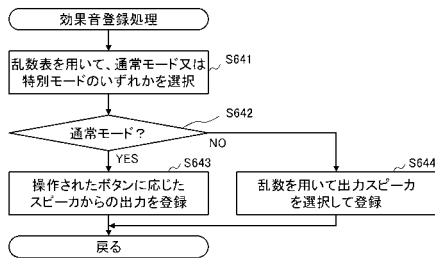 効果音登録処理
乱数表を用いて、通常モード又は
特別モードのいずれかを選択
S641
通常モード?
S642
YES
NO
操作されたボタンに応じた
スピーカからの出力を登録
S643
乱数を用いて出力スピーカ
を選択して登録
S644
戻る